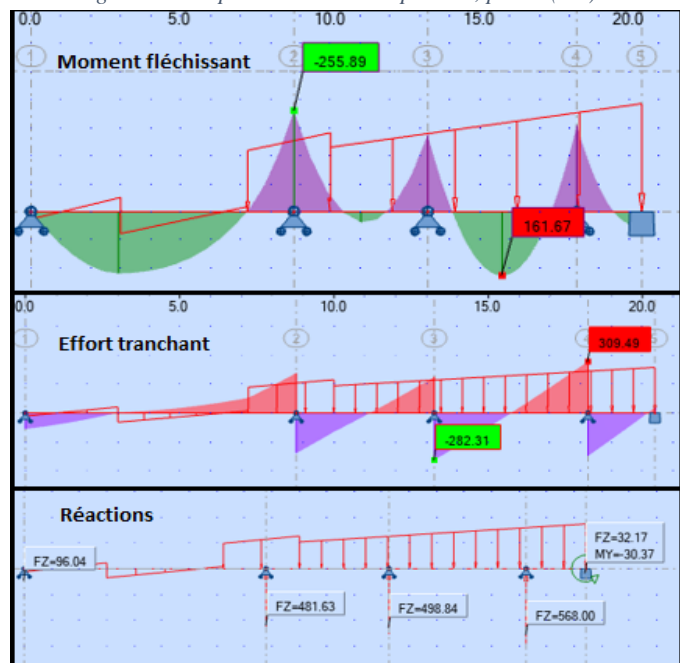 0.0 5.0 10.0 15.0 20.0
1 2 3 4 5
Moment fléchissant
-255.89
161.67
0.0 5.0 10.0 15.0 20.0
1 2 3
Effort tranchant
309.49
-282.31
Réactions
FZ=96.04
FZ=32.17
MY=-30.37
FZ=481.63
FZ=498.84
FZ=568.00